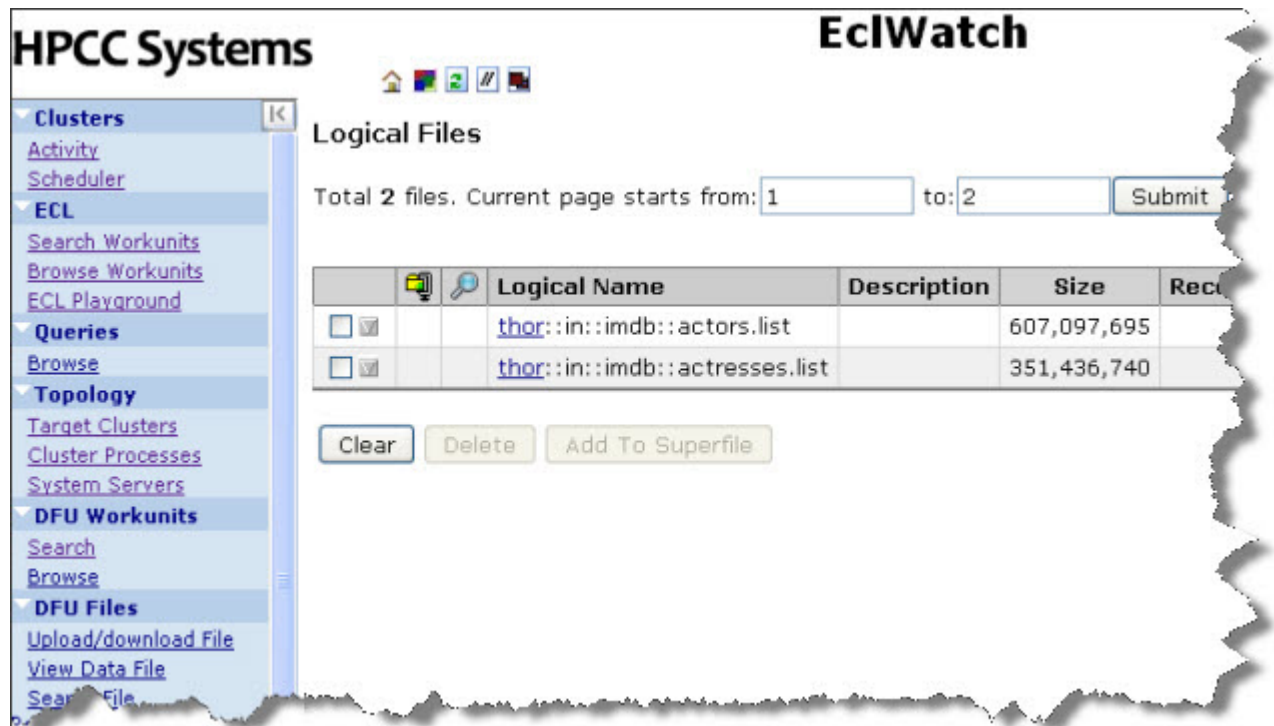 HPCC Systems
EclWatch
Clusters
Activity
Scheduler
ECL
Search Workunits
Browse Workunits
ECL Playground
Queries
Browse
Topology
Target Clusters
Cluster Processes
System Servers
DFU Workunits
Search
Browse
DFU Files
Upload/download File
View Data File
File
Logical Files
Total 2 files. Current page starts from: 1 to: 2 Submit
Logical Name Description Size
thor::in::imdb::actors.list 607,097,695
thor::in::imdb::actresses.list 351,436,740
Clear Delete Add To Superfile